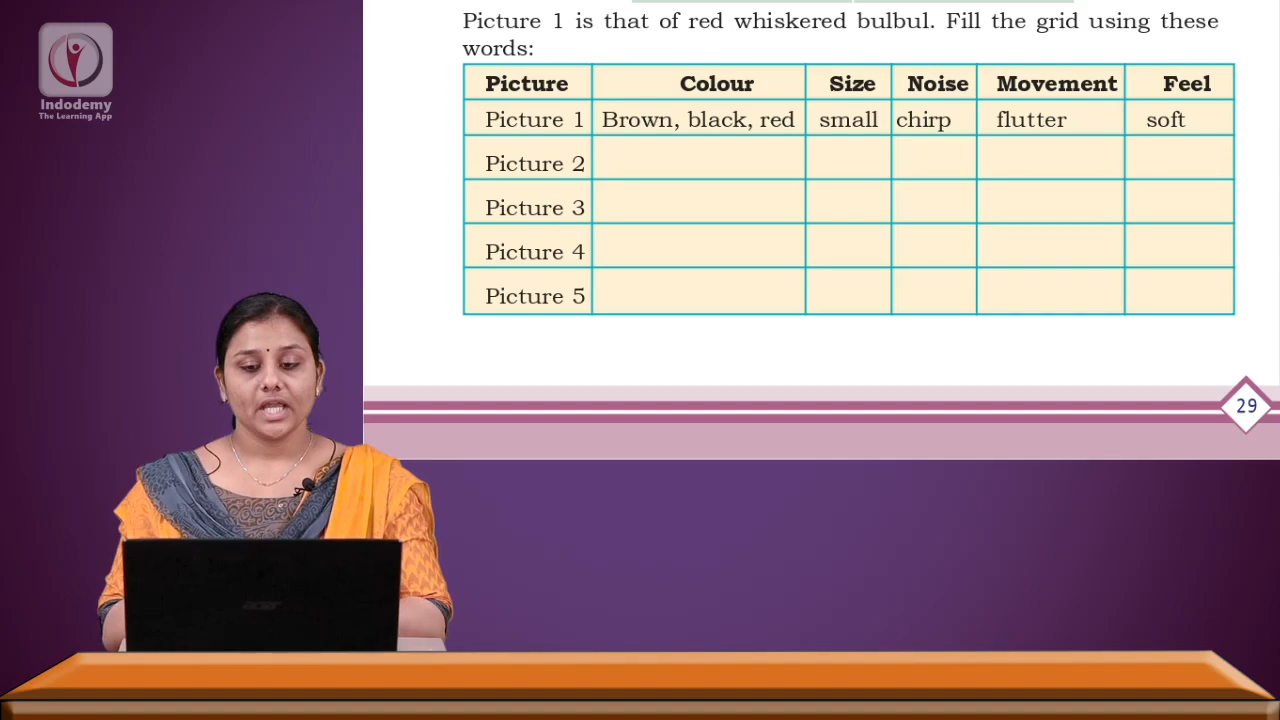 Indodemy
The Learning App
Picture 1 is that of red whiskered bulbul. Fill the grid using these
words:
Picture Colour Size Noise Movement Feel
Picture 1 Brown, black, red small chirp flutter soft
Picture 2
Picture 3
Picture 4
Picture 5
29
acer